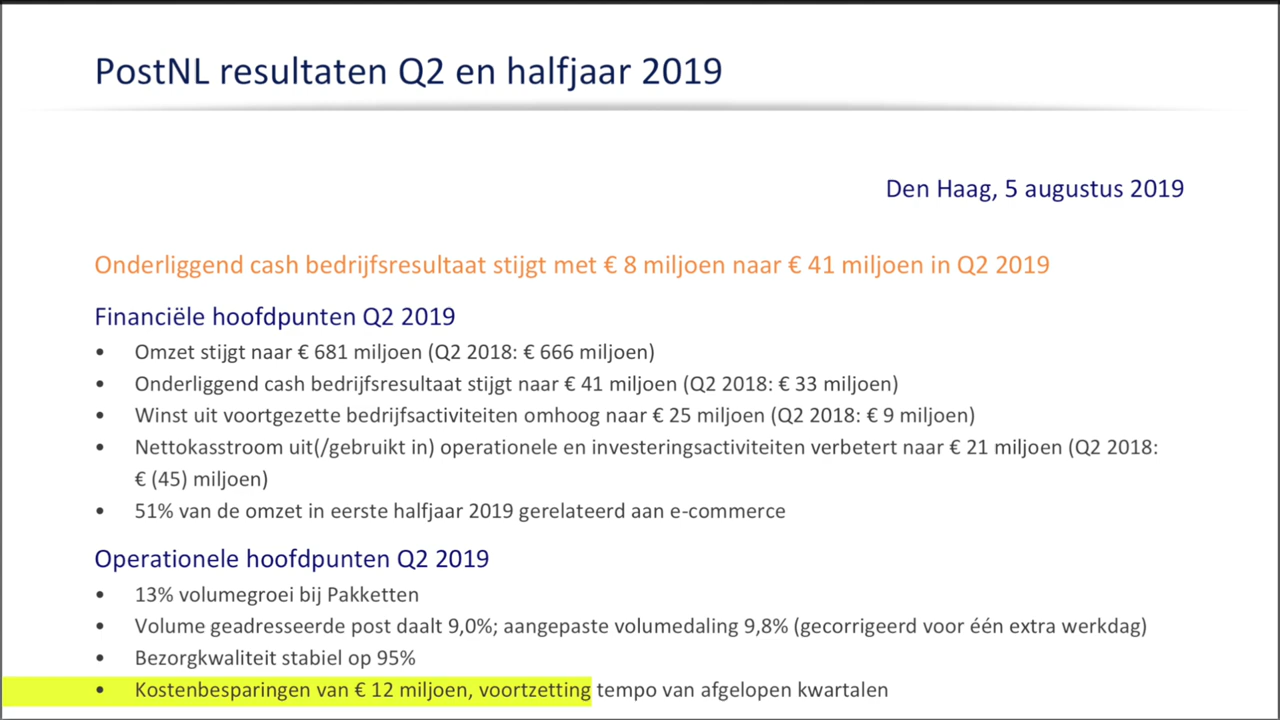 PostNL resultaten Q2 en halfjaar 2019
Den Haag, 5 augustus 2019
Onderliggend cash bedrijfsresultaat stijgt met € 8 miljoen naar € 41 miljoen in Q2 2019
Financiële hoofdpunten Q2 2019
• Omzet stijgt naar € 681 miljoen (Q2 2018: € 666 miljoen)
• Onderliggend cash bedrijfsresultaat stijgt naar € 41 miljoen (Q2 2018: € 33 miljoen)
• Winst uit voortgezette bedrijfsactiviteiten omhoog naar € 25 miljoen (Q2 2018: € 9 miljoen)
• Nettokasstroom uit(/gebruikt in) operationele en investeringsactiviteiten verbetert naar € 21 miljoen (Q2 2018:
€ (45) miljoen)
• 51% van de omzet in eerste halfjaar 2019 gerelateerd aan e-commerce
Operationele hoofdpunten Q2 2019
• 13% volumegroei bij Pakketten
• Volume geadresseerde post daalt 9,0%; aangepaste volumedaling 9,8% (gecorrigeerd voor één extra werkdag)
• Bezorgkwaliteit stabiel op 95%
• Kostenbesparingen van € 12 miljoen, voortzetting tempo van afgelopen kwartalen